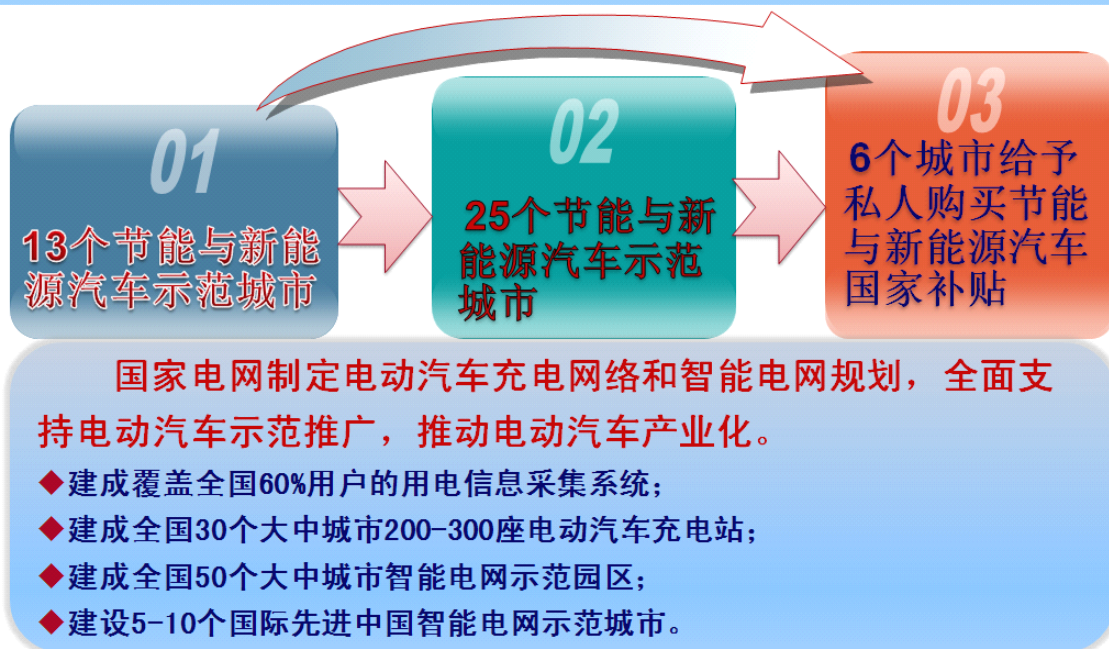 01
13个节能与新能
源汽车示范城市
02
25个节能与新
能源汽车示范
城市
03
6个城市给予
私人购买节能
与新能源汽车
国家补贴
国家电网制定电动汽车充电网络和智能电网规划，全面支
持电动汽车示范推广，推动电动汽车产业化。
◆建成覆盖全国60%用户的用电信息采集系统；
◆建成全国30个大中城市200-300座电动汽车充电站；
◆建成全国50个大中城市智能电网示范园区；
◆建设5-10个国际先进中国智能电网示范城市。